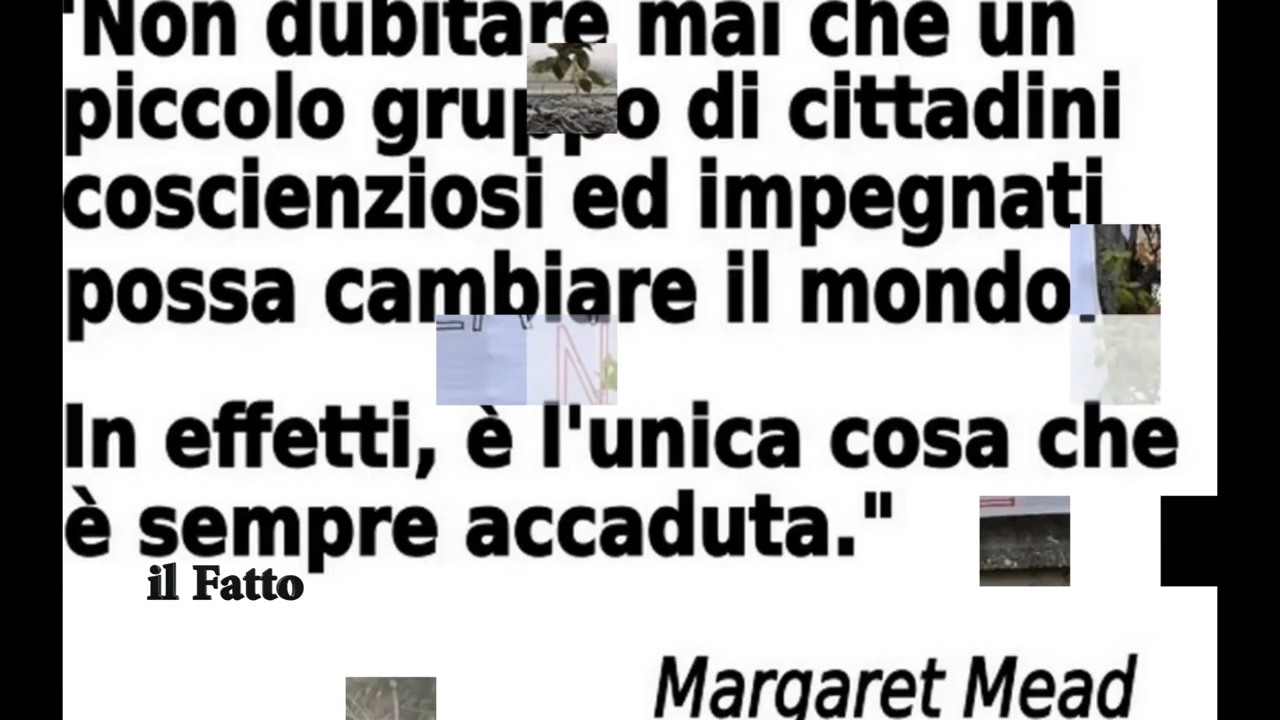 "Non dubitare mai che un
piccolo gruppo di cittadini
coscienziosi ed impegnati
possa cambiare il mondo.
In effetti, è l'unica cosa che
è sempre accaduta."
il Fatto
Margaret Mead